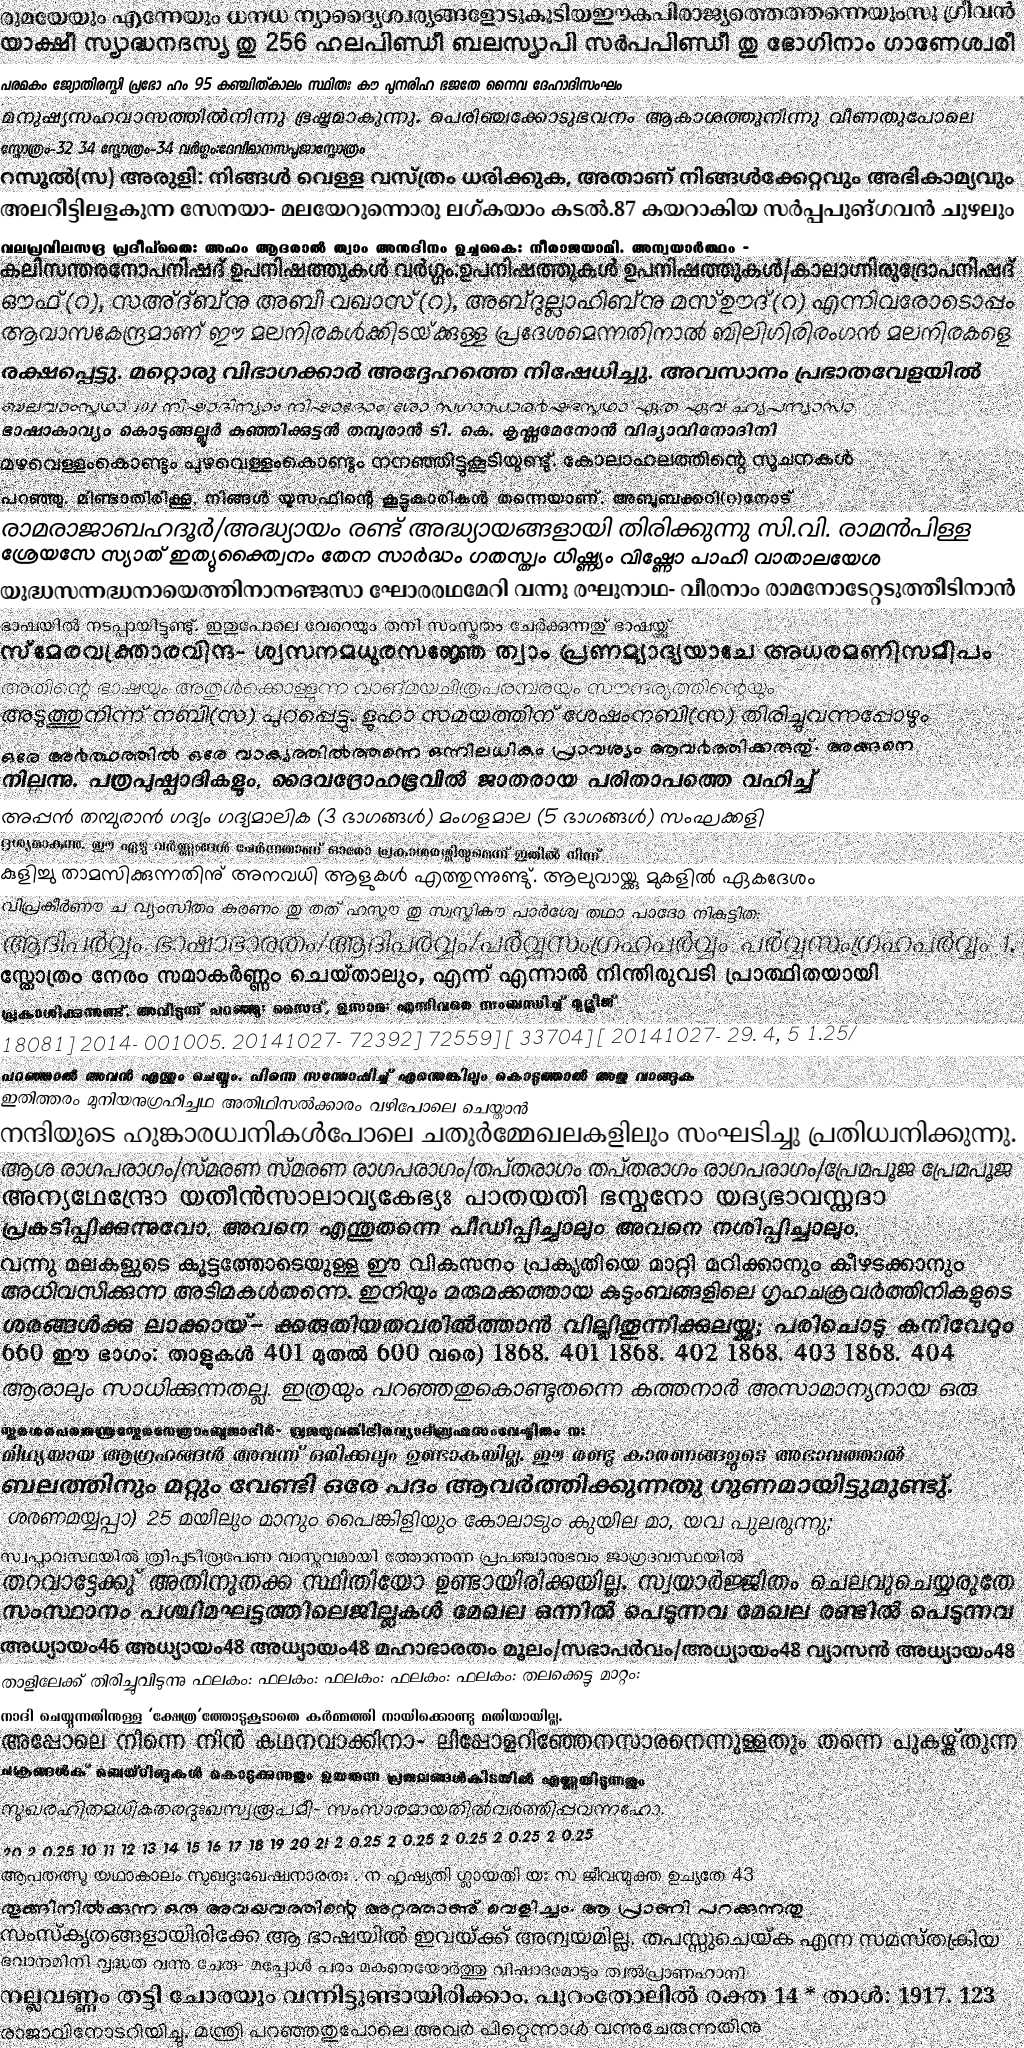 രുമയേയും എന്നേയും ധനധ ന്യാദ്യൈശ്വര്യങ്ങളോടുകുടിയഈകപിരാജ്യത്തെത്തന്നെയുംസു ഗ്രീവൻ
യാക്ഷീ സ്യാദ്ധനദസ്യ തു 256 ഹലപിണ്ഡീ ബലസ്യാപി സർപപിണ്ഡീ തു ഭോഗിനാം ഗാണേശ്വരീ
പരമകം ജ്യോതിരസ്മി പ്രഭോ ഹം 95 കഞ്ചിത്കാലം സ്ഥിതഃ കൗ പുനരിഹ ഭജതേ നൈവ ദേഹാദിസംഘം
മനുഷ്യസഹവാസത്തിൽനിന്നു ഭ്രഷ്ടമാകുന്നു. പെരിഞ്ചക്കോടുഭവനം ആകാശത്തുനിന്നു വീണതുപോലെ
സ്തോത്രം-32 34 സ്തോത്രം-34 വർഗ്ഗം:ദേവീമാനസപൂജാസ്തോത്രം
റസൂൽ(സ) അരുളി: നിങ്ങൾ വെള്ള വസ്ത്രം ധരിക്കുക, അതാണ് നിങ്ങൾക്കേറ്റവും അഭികാമ്യവും
അലറീട്ടിലളകുന്ന സേനയാ- മലയേറുന്നൊരു ലഗ്കയാം കടൽ.87 കയറാകിയ സർപ്പപുങ്ഗവൻ ചുഴലും
വലപ്രവിലസദ്ര പ്രദീപ്തൈഃ അഹം ആദരാൽ ത്വാം അനുദിനം ഉച്ചകൈഃ നീരാജയാമി. അന്വയാർത്ഥം -
കലിസന്തരനോപനിഷദ് ഉപനിഷത്തുകൾ വർഗ്ഗം:ഉപനിഷത്തുകൾ ഉപനിഷത്തുകൾ/കാലാഗ്നിരുദ്രോപനിഷദ്
ഔഫ് (റ), സഅ്ദ്ബ്നു അബീ വഖാസ് (റ), അബ്ദുല്ലാഹിബ്നു മസ്ഊദ് (റ) എന്നിവരോടൊപ്പം
ആവാസകേന്ദ്രമാണ് ഈ മലനിരകൾക്കിടയ്ക്കുള്ള പ്രദേശമെന്നതിനാൽ ബിലിഗിരിരംഗൻ മലനിരകളെ
രക്ഷപ്പെട്ടു. മറ്റൊരു വിഭാഗക്കാർ അദ്ദേഹത്തെ നിഷേധിച്ചു. അവസാനം പ്രഭാതവേളയിൽ
ഭാഷാകാവ്യം കൊടുങ്ങല്ലൂർ കുഞ്ഞിക്കുട്ടൻ തമ്പുരാൻ ടി. കെ. കൃഷ്ണമേനോൻ വിദ്യാവിനോദിനി
മഴവെള്ളംകൊണ്ടും പുഴവെള്ളംകൊണ്ടും നനഞ്ഞിട്ടുകൂടിയുണ്ടു്. കോലാഹലത്തിന്റെ സൂചനകൾ
പറഞ്ഞു. മിണ്ടാതിരിക്കൂ. നിങ്ങൾ യൂസഫിന്റെ കൂട്ടുകാരികൻ തന്നെയാണ്. അബൂബക്കറി(റ)നോട്
രാമരാജാബഹദൂർ/അദ്ധ്യായം രണ്ട് അദ്ധ്യായങ്ങളായി തിരിക്കുന്നു സി.വി. രാമൻപിള്ള
ശ്രേയസേ സ്യാത് ഇത്യുക്തൈ്വനം തേന സാർദ്ധം ഗതസ്ത്വം ധിഷ്ണ്യം വിഷ്ണോ പാഹി വാതാലയേശ
യുദ്ധസന്നദ്ധനായെത്തിനാനഞ്ജസാ ഘോരരഥമേറി വന്നു രഘുനാഥ- വീരനാം രാമനോടേറ്റടുത്തീടിനാൻ
ഭാഷയിൽ നടപ്പായിട്ടുണ്ടു്. ഇതുപോലെ വേറെയും തനി സംസ്കൃതം ചേർക്കുന്നതു് ഭാഷയ്ക്കു്
സ്മേരവക്ത്രാരവിന്ദ- ശ്വസനമധുരസജ്ഞേ ത്വാം പ്രണമ്യാദ്യയാചേ അധരമണിസമീപം
അതിന്റെ ഭാഷയും അതുൾക്കൊള്ളുന്ന വാങ്മയചിത്രപരമ്പരയും സൗന്ദര്യത്തിന്റെയും
അടുത്തുനിന്ന് നബി(സ) പുറപ്പെട്ടു. ളുഹാ സമയത്തിന് ശേഷംനബി(സ) തിരിച്ചുവന്നപ്പോഴും
ഒരേ അർത്ഥത്തിൽ ഒരേ വാക്യത്തിൽത്തന്നെ ഒന്നിലധികം പ്രാവശ്യം ആവർത്തിക്കരുതു്. അങ്ങനെ
നില്ലന്നു. പത്രപുഷ്പാദികളും, ദൈവദ്രോഹഭൂവിൽ ജാതരായ പരിതാപത്തെ വഹിച്ച്
അപ്പൻ തമ്പുരാൻ ഗദ്യം ഗദ്യമാലിക (3 ഭാഗങ്ങൾ) മംഗളമാല (5 ഭാഗങ്ങൾ) സംഘക്കളി
ദൃശ്യമാകുന്നു. ഈ ഏഴു വർണ്ണങ്ങൾ ചേർന്നതാണ് ഓരോ പ്രകാശരശ്മിയുമെന്ന് ഇതിൽ നിന്ന്
കുളിച്ചു താമസിക്കുന്നതിനു് അനവധി ആളുകൾ എത്തുന്നുണ്ടു്. ആലുവായ്ക്കു മുകളിൽ ഏകദേശം
വിപ്രകീർണൗ ച വ്യംസിതം കരണം തു തത് ഹസ്തൗ തു സ്വസ്തികൗ പാർശ്വേ തഥാ പാദോ നികുട്ടിതഃ
ആദിപർവ്വം ഭാഷാഭാരതം/ആദിപർവ്വം/പർവ്വസംഗ്രഹപർവ്വം പർവ്വസംഗ്രഹപർവ്വം 1.
സ്തോത്രം നേരം സമാകർണ്ണം ചെയ്താലും, എന്ന് എന്നാൽ നിന്തിരുവടി പ്രാത്ഥിതയായി
പ്രകാശിക്കുന്നുണ്ട്. അവീടുന്ന് പറഞ്ഞു: സൈദ്, ഉസാമ: എന്നിവരെ സംബന്ധിച്ച് മുദ്ലീജ്
18081] 2014- 001005. 20141027- 72392] 72559][ 33704][ 20141027- 29. 4, 5 1.25/
പറഞ്ഞാൽ അവൻ എന്തും ചെയ്യും. പിന്നെ സന്തോഷിച്ച് എന്തെങ്കിലും കൊടുത്താൽ അതു വാങ്ങുക
ഇതിത്തരം മുനിയനുഗ്രഹിച്ചഥ അതിഥിസൽക്കാരം വഴിപോലെ ചെയ്താൻ
നന്ദിയുടെ ഹുങ്കാരധ്വനികൾപോലെ ചതുർമ്മേഖലകളിലും സംഘടിച്ചു പ്രതിധ്വനിക്കുന്നു.
ആശ രാഗപരാഗം/സ്മരണ സ്മരണ രാഗപരാഗം/തപ്തരാഗം തപ്തരാഗം രാഗപരാഗം/പ്രേമപൂജ പ്രേമപൂജ
അന്യഥേന്ദ്രോ യതീൻസാലാവൃകേഭ്യഃ പാതയതി ഭസ്ത്രനോ യദ്യഭാവസ്തദാ
പ്രകടിപ്പിക്കുന്നുവോ, അവനെ എന്തുതന്നെ പീഡിപ്പിച്ചാലും അവനെ നശിപ്പിച്ചാലും,
വന്നു മലകളുടെ കൂട്ടത്തോടെയുള്ള ഈ വികസനം പ്രകൃതിയെ മാറ്റി മറിക്കാനും കീഴടക്കാനും
അധിവസിക്കുന്ന അടിമകൾതന്നെ. ഇനിയും മരുമക്കത്തായ കുടുംബങ്ങളിലെ ഗൃഹചക്രവർത്തിനികളുടെ
ശരങ്ങൾക്കു ലാക്കായ്– ക്കരുതിയതവരിൽത്താൻ വില്ലിരുന്നിക്കുലയ്ക്കു; പരിചൊടു കനിവേറും
660 ഈ ഭാഗം: താളുകൾ 401 മുതൽ 600 വരെ) 1868. 401 1868. 402 1868. 403 1868. 404
ആരാലും സാധിക്കുന്നതല്ല. ഇത്രയും പറഞ്ഞതുകൊണ്ടുതന്നെ കത്തനാർ അസാമാന്യനായ ഒരു
മിഥ്യയായ ആഗ്രഹങ്ങൾ അവന്ന് ഒരിക്കലും ഉണ്ടാകയില്ല. ഈ രണ്ടു കാരണങ്ങളുടെ അഭാവത്താൽ
ബലത്തിനും മറ്റും വേണ്ടി ഒരേ പദം ആവർത്തിക്കുന്നതു ഗുണമായിട്ടുമുണ്ടു്.
ശരണമയ്യപ്പാ) 25 മയിലും മാനും പൈങ്കിളിയും കോലാടും കുയില മാ, യവ പുലരുന്നു;
സ്വപ്നാവസ്ഥയിൽ ത്രിപുടീരൂപേണ വാസ്തവമായി ത്തോന്നുന്ന പ്രപഞ്ചാനുഭവം ജാഗ്രദവസ്ഥയിൽ
തറവാട്ടേക്കു് അതിനുതക്ക സ്ഥിതിയോ ഉണ്ടായിരിക്കയില്ല. സ്വയാർജ്ജിതം ചെലവുചെയ്യരുതേ
സംസ്ഥാനം പശ്ചിമഘട്ടത്തിലെജില്ലകൾ മേഖല ഒന്നിൽ പെടുന്നവ മേഖല രണ്ടിൽ പെടുന്നവ
അധ്യായം46 അധ്യായം48 അധ്യായം48 മഹാഭാരതം മൂലം/സഭാപർവം/അധ്യായം48 വ്യാസൻ അധ്യായം48
താളിലേക്ക് തിരിച്ചുവിടുന്നു ഫലകം: ഫലകം: ഫലകം: ഫലകം: ഫലകം: തലക്കെട്ടു മാറ്റം:
നാദി ചെയ്യുന്നതിനുള്ള 'ക്ഷേത്ര'ത്തോടുകൂടാതെ കർമ്മത്തി നായിക്കൊണ്ടു മതിയായില്ല.
അപ്പോലെ നിന്നെ നിൻ കഥനവാക്കിനാ- ലിപ്പോളറിഞ്ഞേനസാരനെന്നുള്ളതും തന്നെ പുകഴ്ത്തുന്ന
ചക്രങ്ങൾക് ബെയ്റിങ്ങുകൾ കൊടുക്കുന്നതും ഉരയുന്ന പ്രതലങ്ങൾക്കിടയിൽ എണ്ണയിടുന്നതും
സുഖരഹിതമധികതരദുഃഖസ്വരൂപമീ- സംസാരമായതിൽവർത്തിപ്പവന്നഹോ.
20 2 0.25 10 11 12 13 14 15 16 17 18 19 20 21 2 0.25 2 0.25 2 0.25 2 0.25 2 0.25
ആപതത്സു യഥാകാലം സുഖദുഃഖേഷ്വനാരതഃ . ന ഹൃഷ്യതി ഗ്ലായതി യഃ സ ജീവന്മുക്ത ഉച്യതേ 43
തൂങ്ങിനിൽക്കുന്ന ഒരു അവയവത്തിന്റെ അറ്റത്താണു് വെളിച്ചം. ആ പ്രാണി പറക്കുന്നതു
സംസ്കൃതങ്ങളായിരിക്കേ ആ ഭാഷയിൽ ഇവയ്ക്ക് അന്വയമില്ല. തപസ്സുചെയ്ക എന്ന സമസ്തക്രിയ
ഭവാനമിനി വൃദ്ധത വന്നു ചേരു- മപ്പോൾ പരം മകനെയോർത്തു വിഷാദമോടും ത്വൽപ്രാണഹാനി
നല്ലവണ്ണം തട്ടി ചോരയും വന്നിട്ടുണ്ടായിരിക്കാം. പുറംതോലിൽ രക്ത 14 * താൾ: 1917. 123
രാജാവിനോടറിയിച്ചു. മന്ത്രി പറഞ്ഞതുപോലെ അവർ പിറ്റെന്നാൾ വന്നുചേരുന്നതിനു